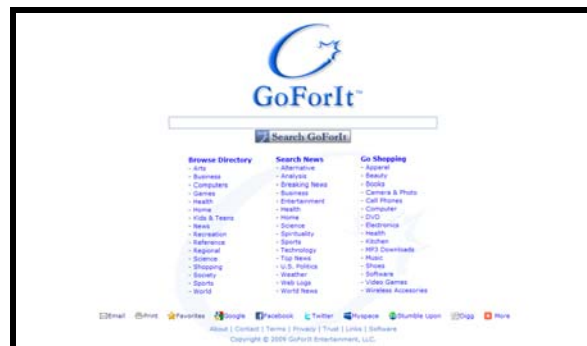 GoForIt™
Search GoForIt
Browse Directory
- Arts
- Business
- Computers
- Games
- Health
- Home
- Kids & Teens
- News
- Recreation
- Reference
- Regional
- Science
- Shopping
- Society
- Sports
- World
Search News
- Alternative
- Analysis
- Breaking News
- Business
- Entertainment
- Health
- Home
- Science
- Spirituality
- Sports
- Technology
- Top News
- U.S. Politics
- Weather
- Web Logs
- World News
Go Shopping
- Apparel
- Beauty
- Books
- Camera & Photo
- Cell Phones
- Computer
- DVD
- Electronics
- Health
- Kitchen
- MP3 Downloads
- Music
- Shoes
- Software
- Video Games
- Wireless Accesories
Email Print Favorites Google Facebook Twitter Myspace Stumble Upon Digg More
About | Contact | Terms | Privacy | Trust | Links | Software
Copyright © 2009 GoForIt Entertainment, LLC.